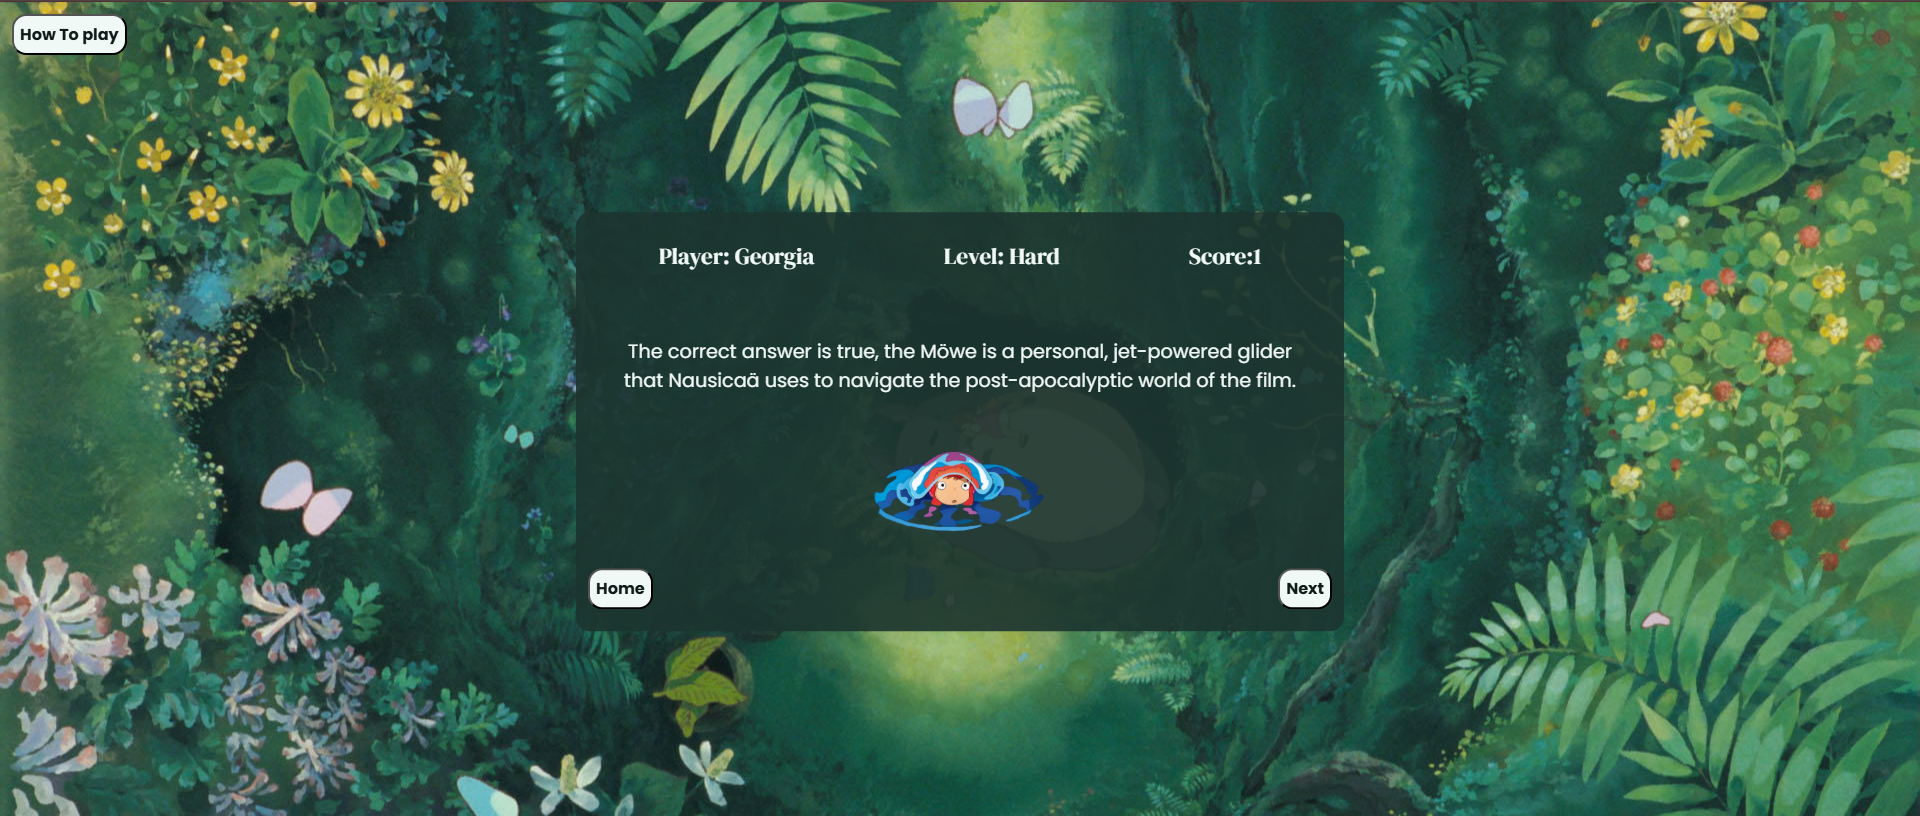 How To play
Player: Georgia
Level: Hard
Score:1
The correct answer is true, the Möwe is a personal, jet-powered glider
that Nausicaä uses to navigate the post-apocalyptic world of the film.
Home
Next